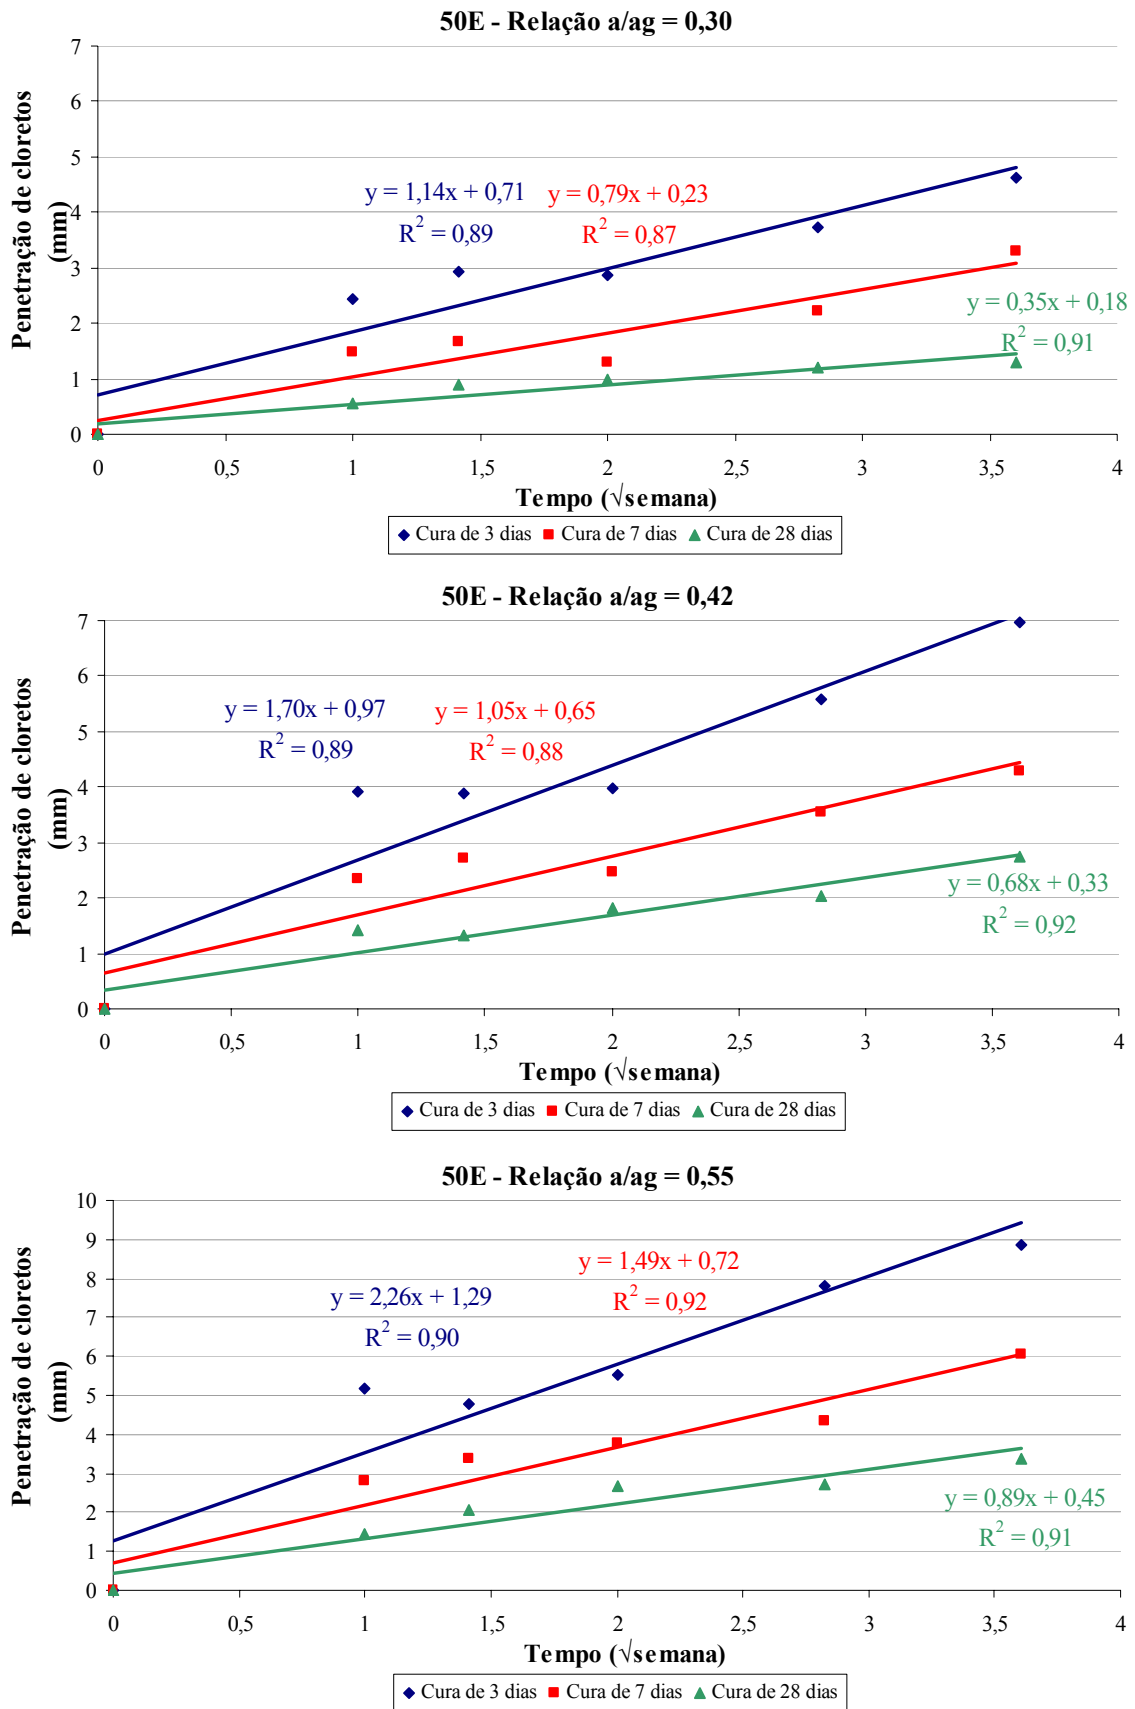 50E - Relação a/ag = 0,30
Penetração de cloretos
(mm)
7
6
5
4
3
2
1
0
y = 1,14x + 0,71
R² = 0,89
y = 0,79x + 0,23
R² = 0,87
y = 0,35x + 0,18
R² = 0,91
0 0,5 1 1,5 2 2,5 3 3,5 4
Tempo (√semana)
Cura de 3 dias Cura de 7 dias Cura de 28 dias
50E - Relação a/ag = 0,42
Penetração de cloretos
(mm)
7
6
5
4
3
2
1
0
y = 1,70x + 0,97
R² = 0,89
y = 1,05x + 0,65
R² = 0,88
y = 0,68x + 0,33
R² = 0,92
0 0,5 1 1,5 2 2,5 3 3,5 4
Tempo (√semana)
Cura de 3 dias Cura de 7 dias Cura de 28 dias
50E - Relação a/ag = 0,55
Penetração de cloretos
(mm)
10
9
8
7
6
5
4
3
2
1
0
y = 2,26x + 1,29
R² = 0,90
y = 1,49x + 0,72
R² = 0,92
y = 0,89x + 0,45
R² = 0,91
0 0,5 1 1,5 2 2,5 3 3,5 4
Tempo (√semana)
Cura de 3 dias Cura de 7 dias Cura de 28 dias